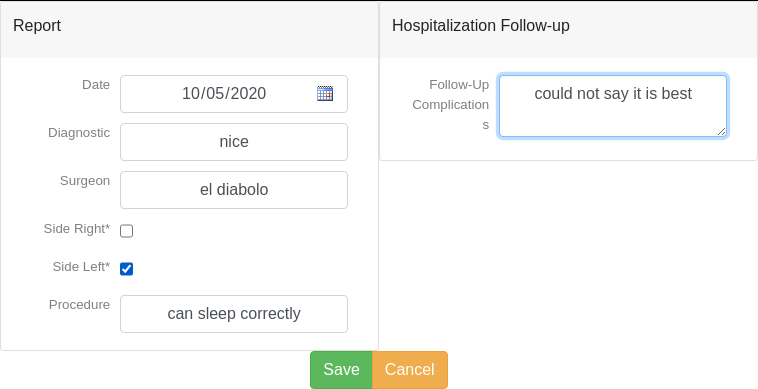 Report
Date
10/05/2020
Diagnostic
nice
Surgeon
el diabolo
Side Right*
Side Left*
Procedure
can sleep correctly
Hospitalization Follow-up
Follow-Up
Complication
s
could not say it is best
Save
Cancel